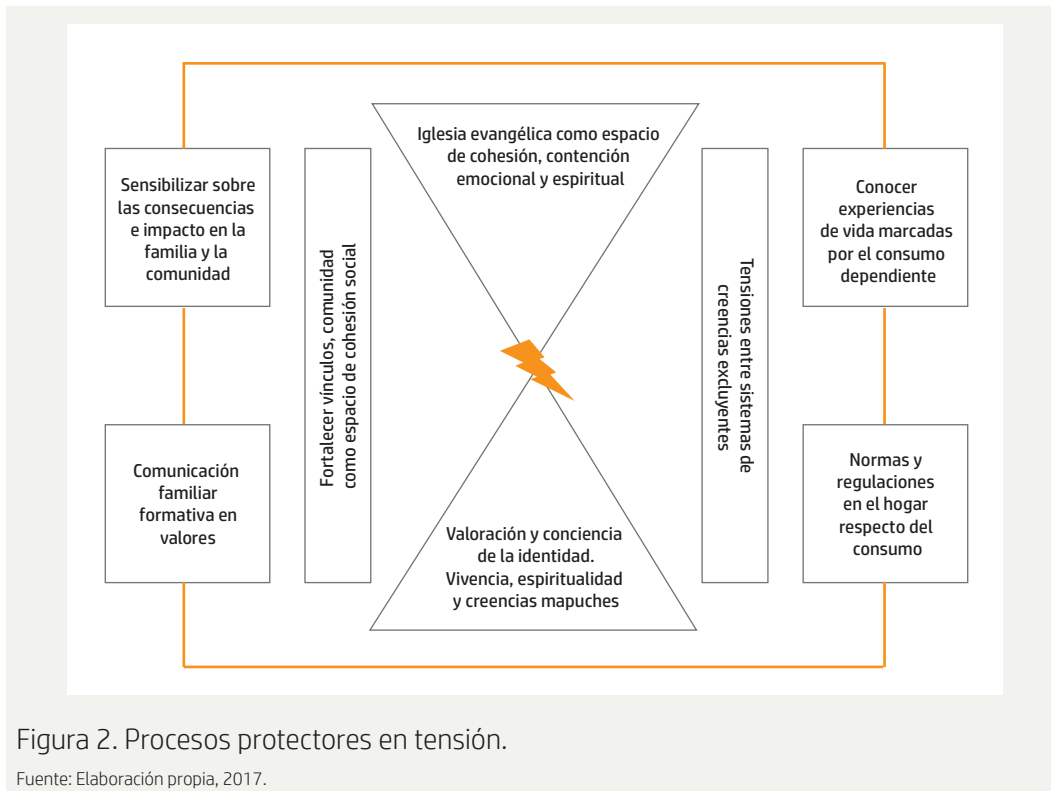 Iglesia evangélica como espacio
de cohesión, contención
emocional y espiritual
Sensibilizar sobre
las consecuencias
e impacto en la
familia y la
comunidad
Fortalecer vínculos, comunidad
como espacio de cohesión social
Tensiones entre sistemas de
creencias excluyentes
Conocer
experiencias
de vida marcadas
por el consumo
dependiente
Comunicación
familiar
formativa en
valores
Valoración y conciencia
de la identidad.
Vivencia, espiritualidad
y creencias mapuches
Normas y
regulaciones
en el hogar
respecto del
consumo
Figura 2. Procesos protectores en tensión.
Fuente: Elaboración propia, 2017.